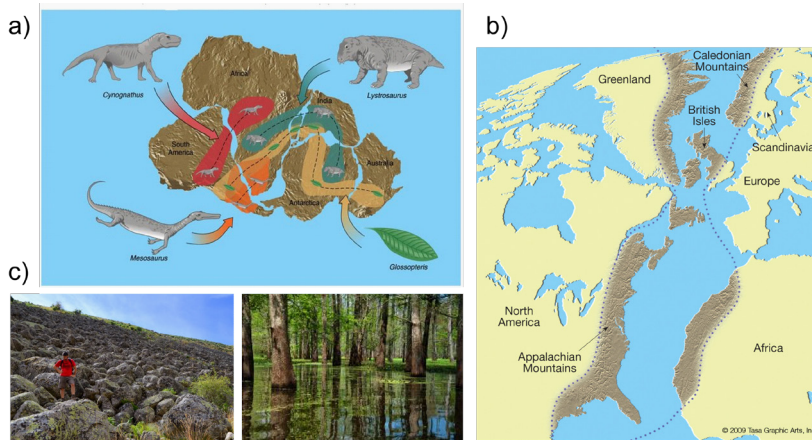 a)
Cynognathus
Africa
Lystrosaurus
India
South
America
Australia
Antarctica
Mesosaurus
Glossopteris
b)
Caledonian
Mountains
Greenland
British
Isles
Scandinavia
Europe
North
America
Appalachian
Mountains
Africa
© 2009 Tasa Graphic Arts, In
c)